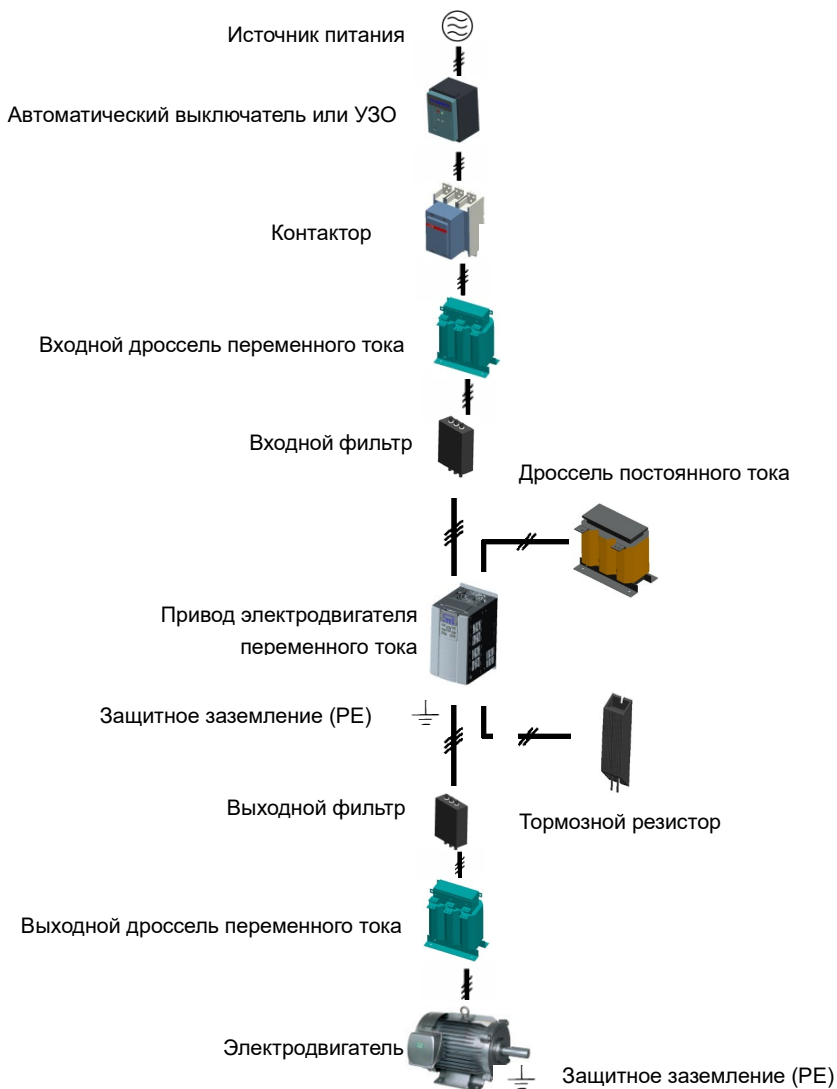 Источник питания
Автоматический выключатель или УЗО
Контактор
Входной дроссель переменного тока
Входной фильтр
Дроссель постоянного тока
Привод электродвигателя
переменного тока
Защитное заземление (PE)
Выходной фильтр
Тормозной резистор
Выходной дроссель переменного тока
Электродвигатель
Защитное заземление (PE)